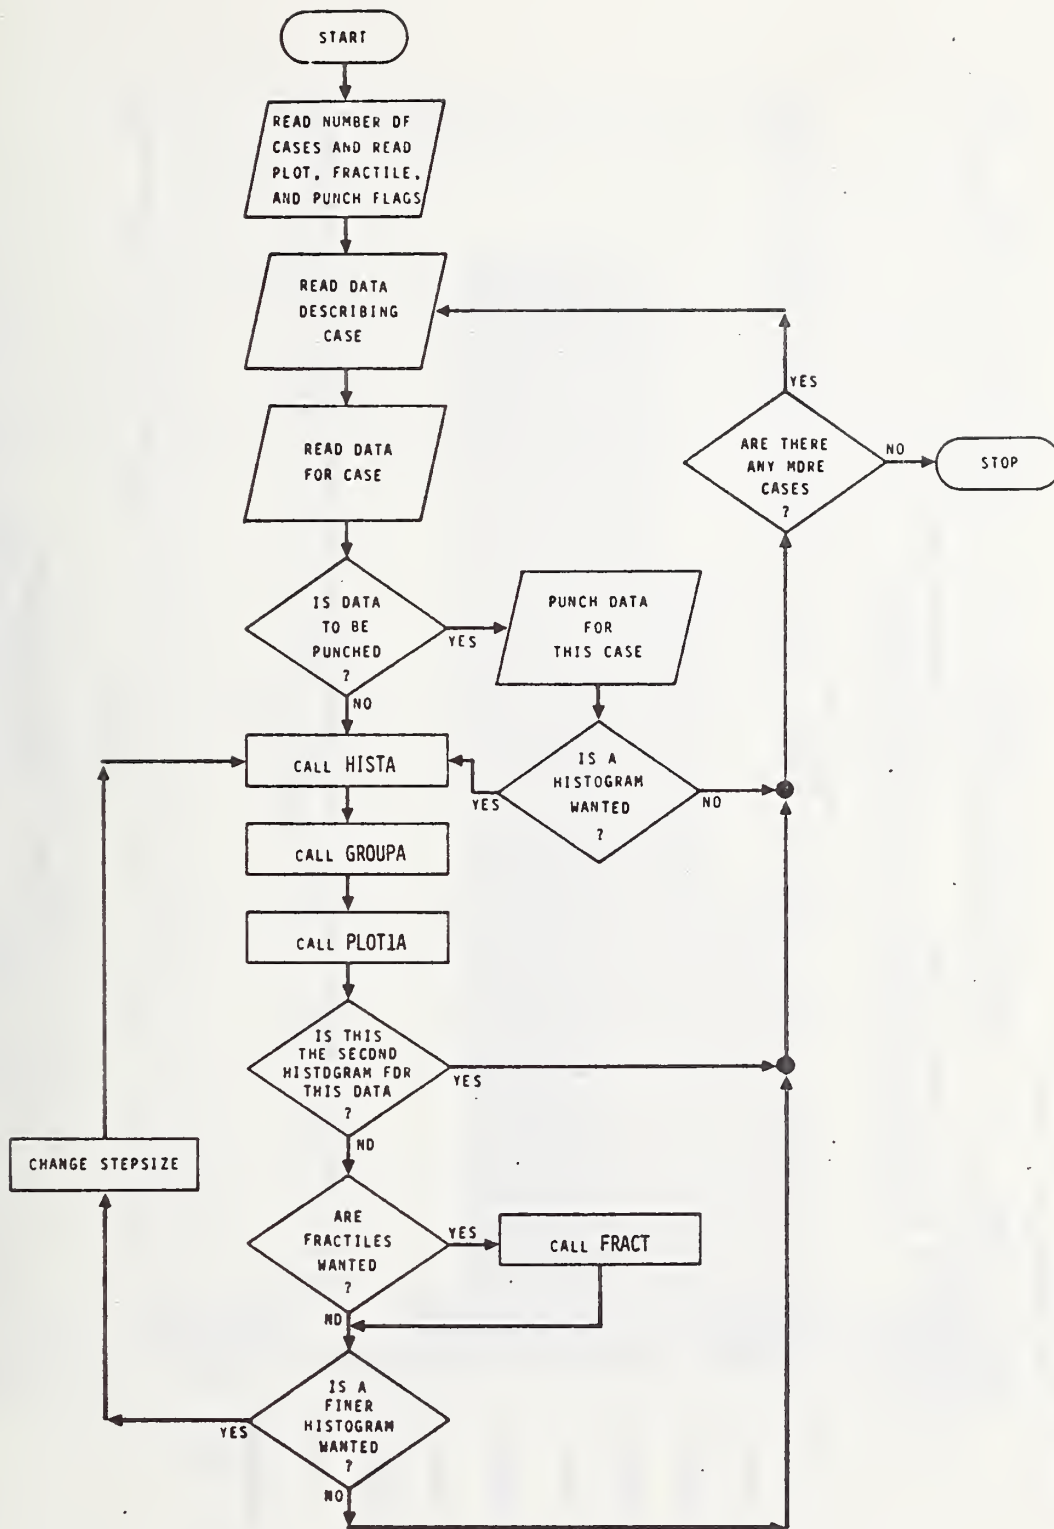 START
READ NUMBER OF
CASES AND READ
PLOT, FRACTILE,
AND PUNCH FLAGS
READ DATA
DESCRIBING
CASE
READ DATA
FOR CASE
YES
ARE THERE
ANY MORE
CASES
?
NO
STOP
IS DATA
TO BE
PUNCHED
?
YES
NO
PUNCH DATA
FOR
THIS CASE
IS A
HISTOGRAM
WANTED
?
YES
NO
CALL HISTA
CALL GROUPA
CALL PLOT1A
IS THIS
THE SECOND
HISTOGRAM FOR
THIS DATA
?
YES
NO
CHANGE STEPSIZE
ARE
FRACTILES
WANTED
?
YES
CALL FRACT
NO
IS A
FINER
HISTOGRAM
WANTED
?
YES
NO